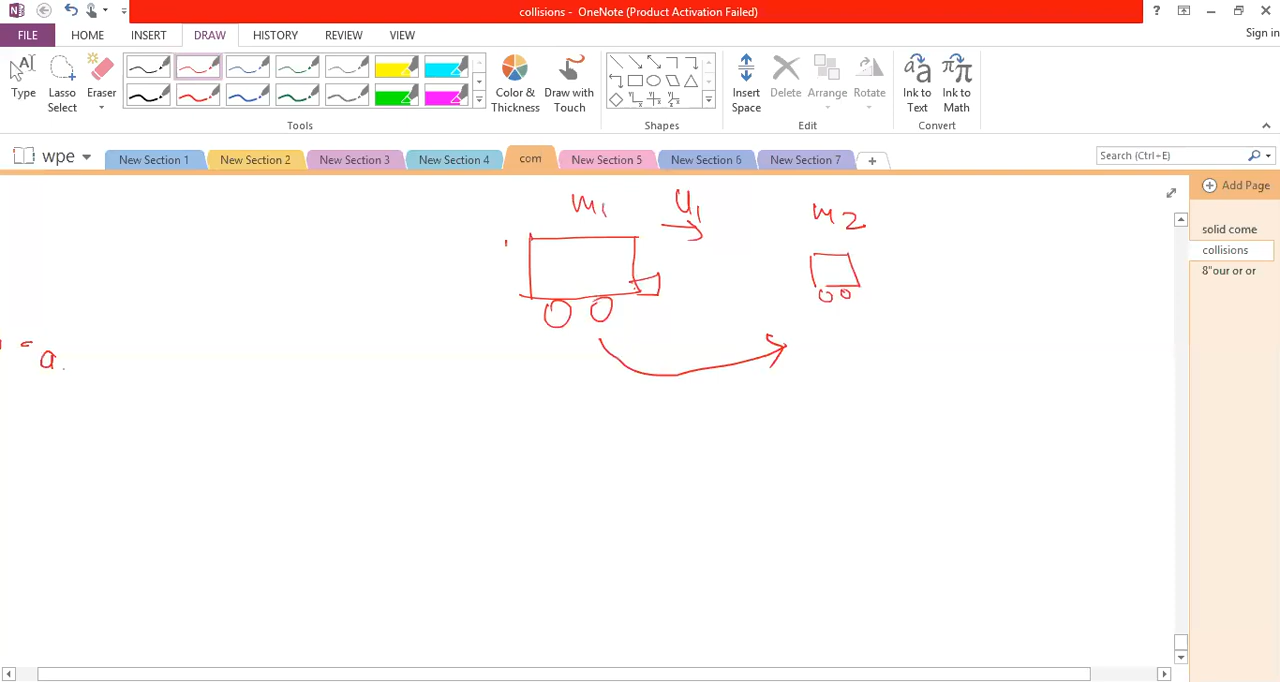 collisions - OneNote (Product Activation Failed)
?
Sign in
FILE HOME INSERT DRAW HISTORY REVIEW VIEW
Type
Lasso Select
Eraser
Color & Thickness
Draw with Touch
Insert Space
Delete
Arrange
Rotate
Ink to Text
Ink to Math
Tools
Shapes
Edit
Convert
wpe
New Section 1
New Section 2
New Section 3
New Section 4
com
New Section 5
New Section 6
New Section 7
Search (Ctrl+E)
Add Page
solid come
collisions
8"our or or
m1 u1 m2
= a